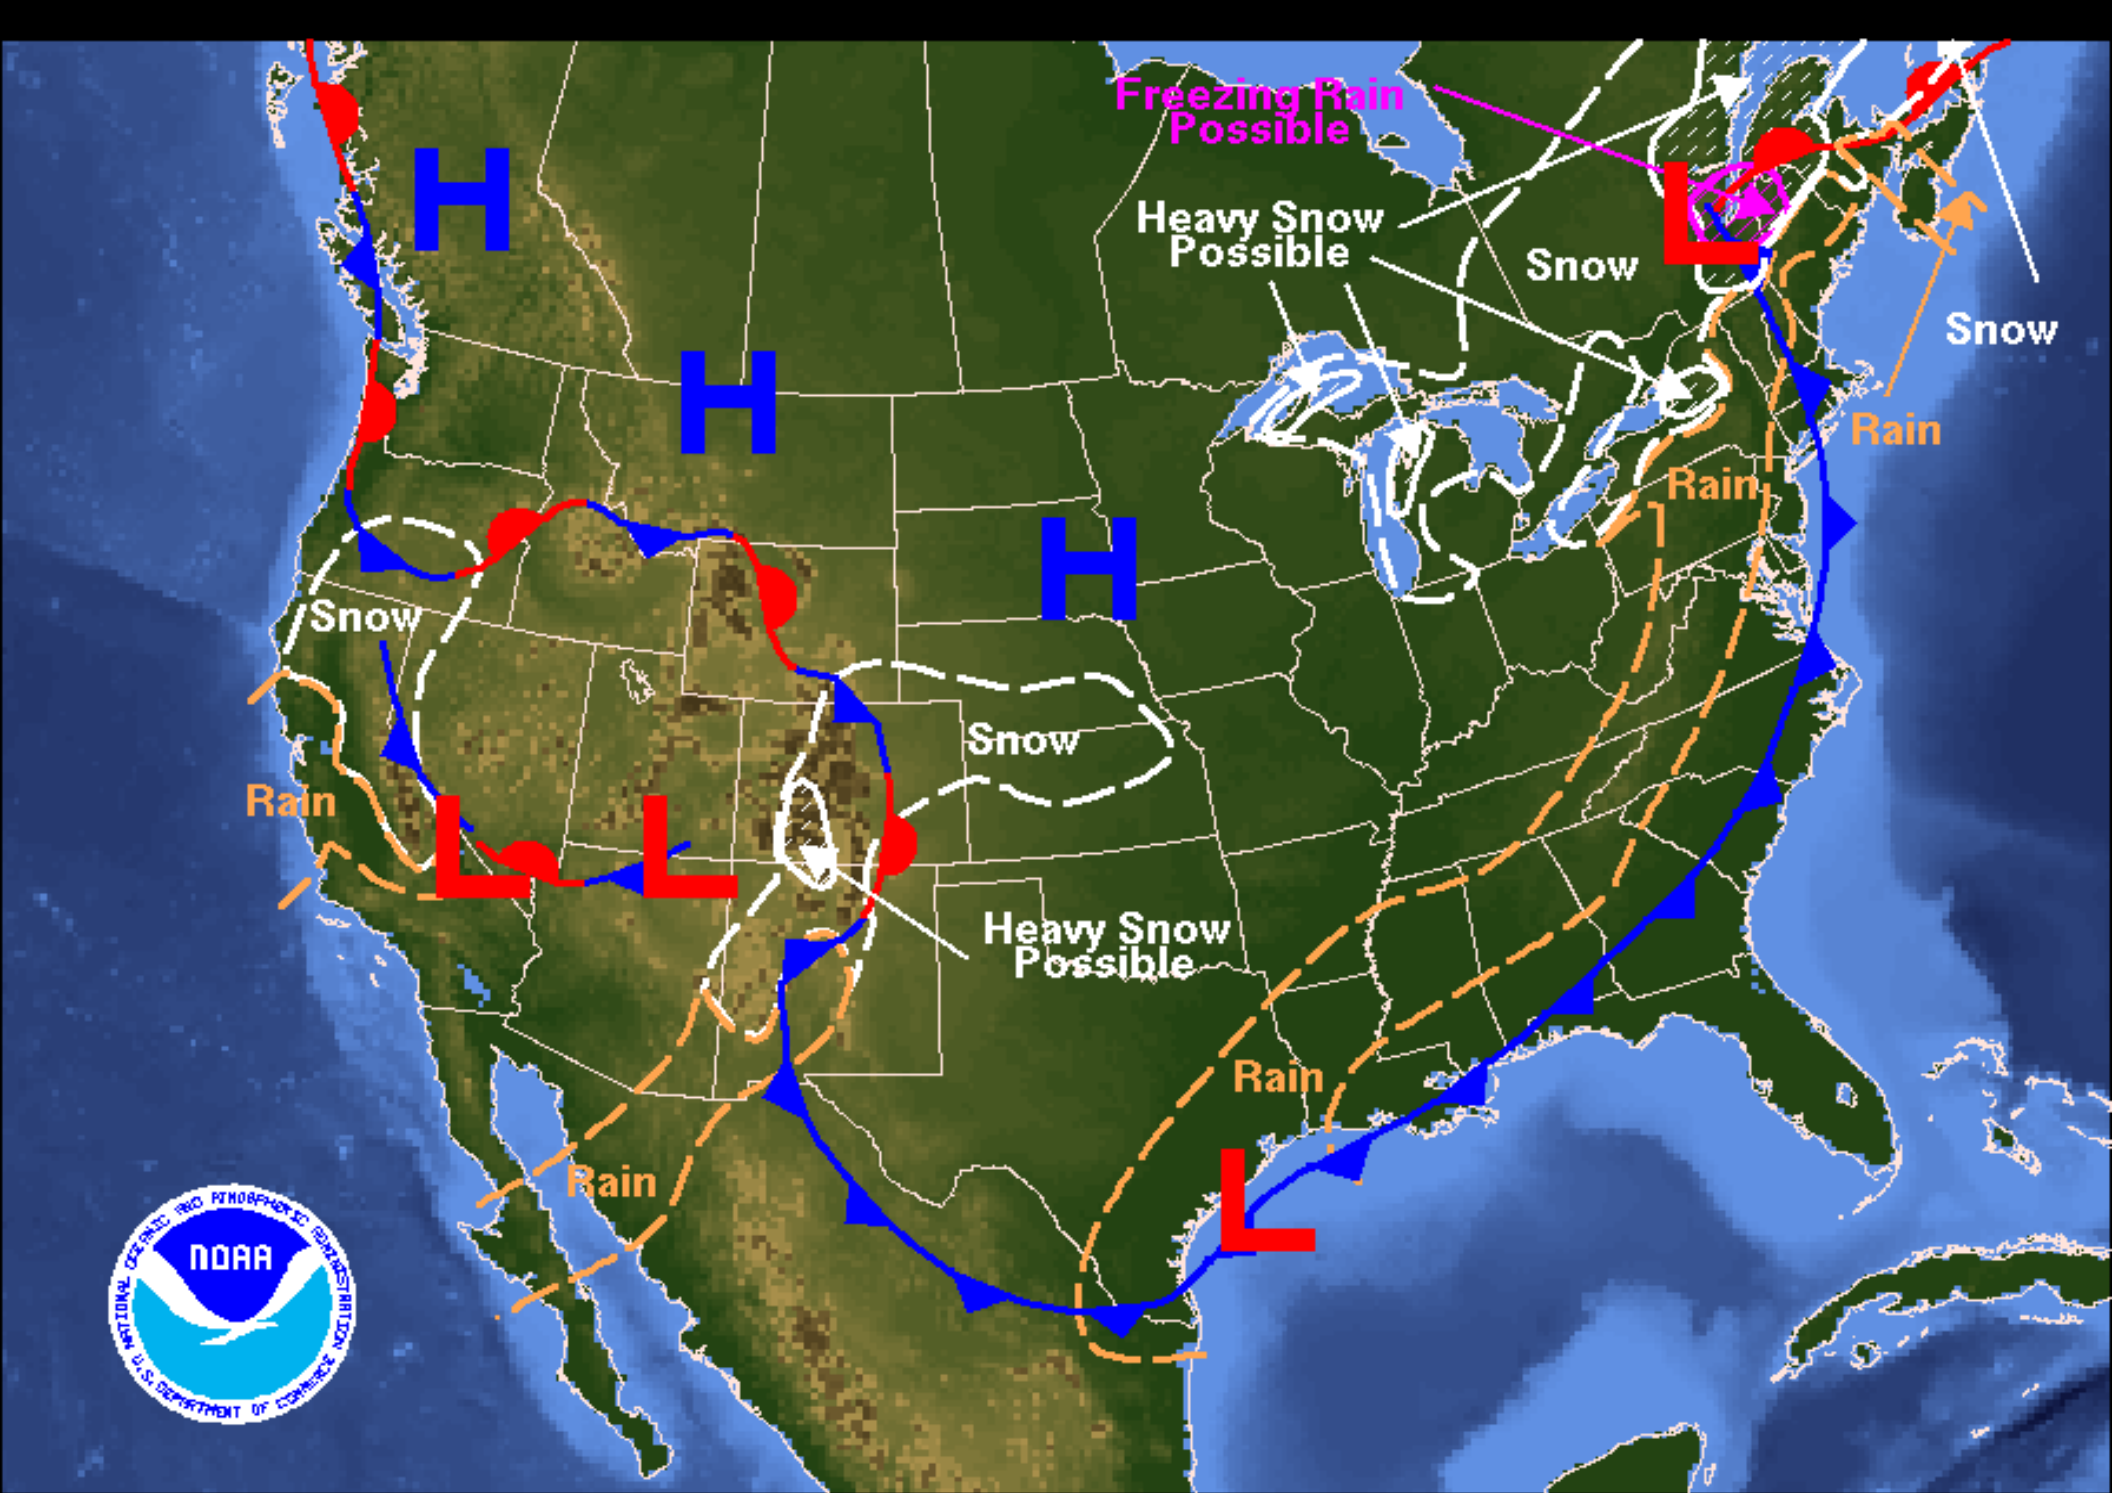 Freezing Rain
Possible
H
L
Heavy Snow
Possible
Snow
Snow
H
Rain
Rain
H
Snow
Snow
Rain
L
L
Heavy Snow
Possible
Rain
L
Rain
NATIONAL OCEANIC AND ATMOSPHERIC ADMINISTRATION
NOAA
U.S. DEPARTMENT OF COMMERCE